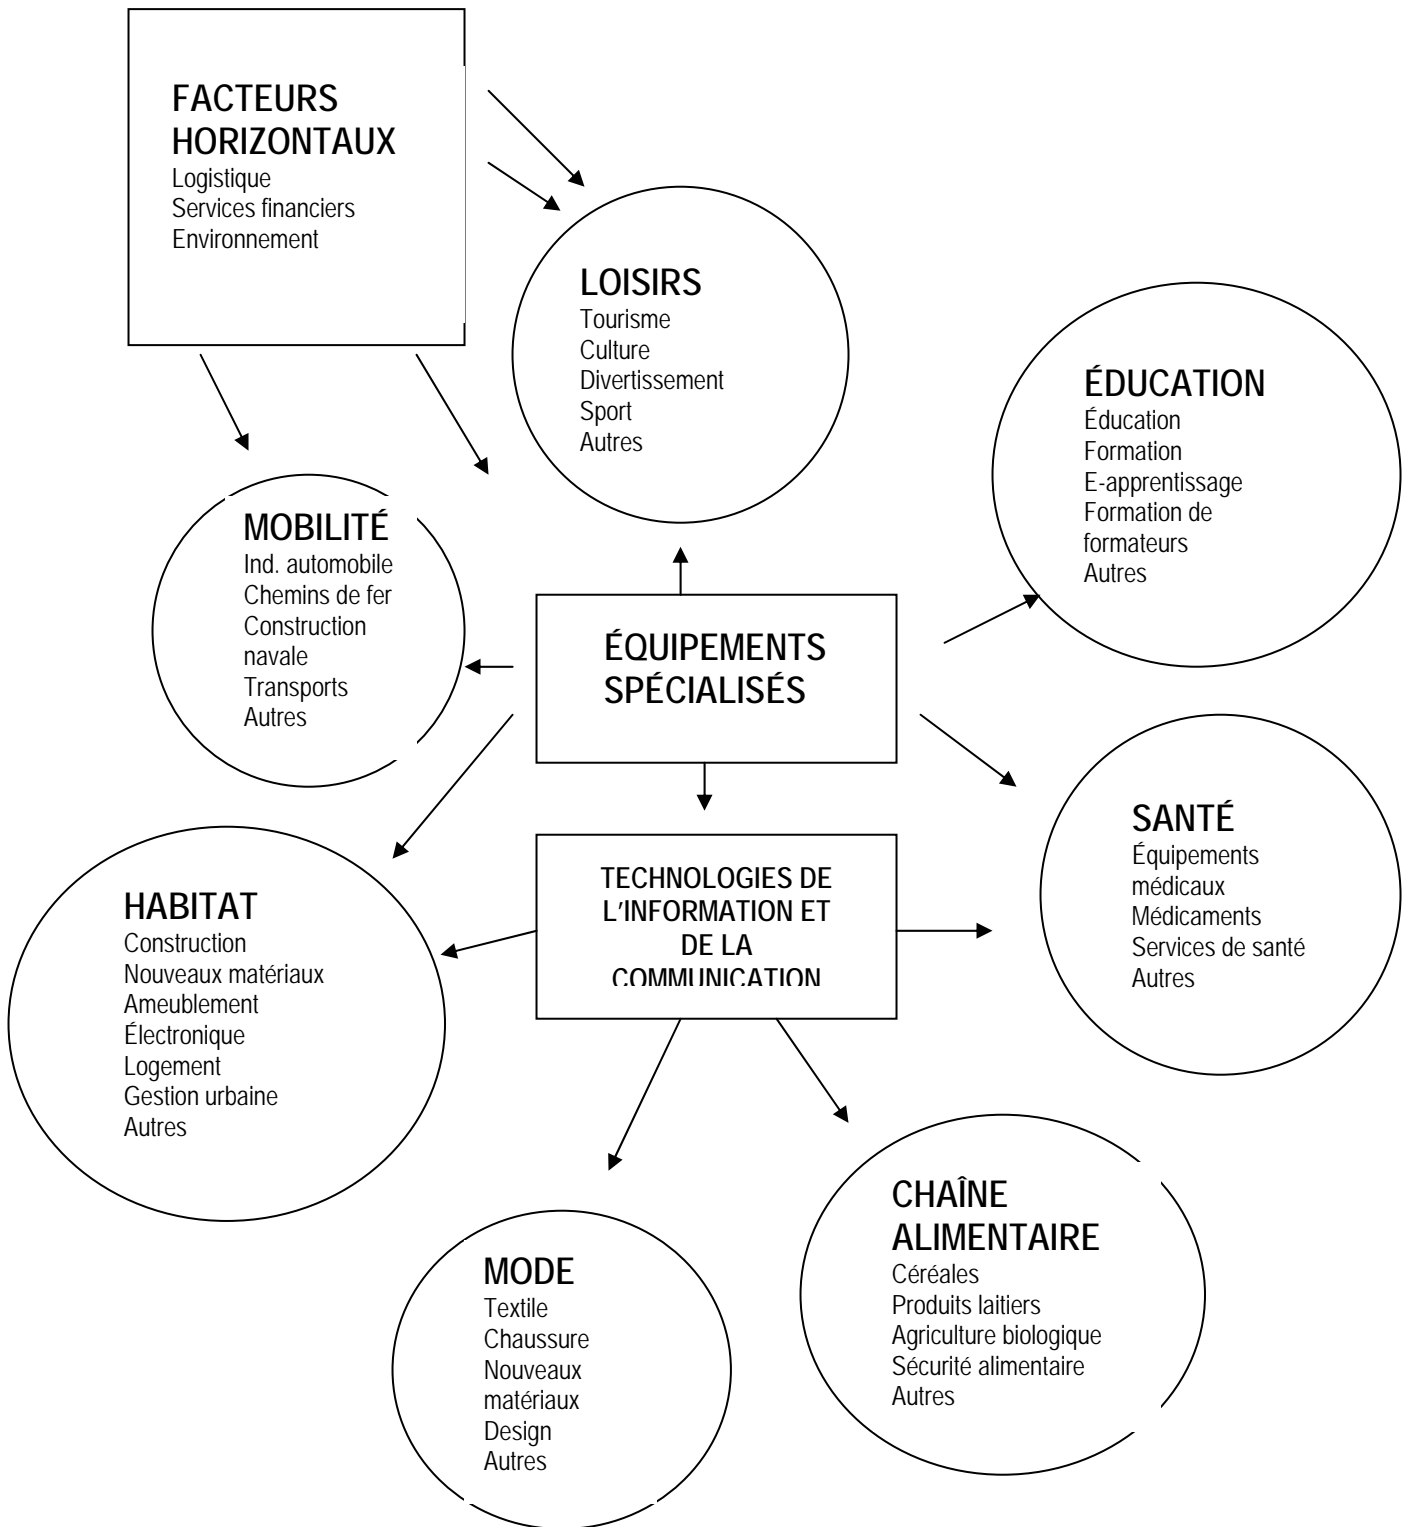 FACTEURS
HORIZONTAUX
Logistique
Services financiers
Environnement
LOISIRS
Tourisme
Culture
Divertissement
Sport
Autres
ÉDUCATION
Éducation
Formation
E-apprentissage
Formation de
formateurs
Autres
MOBILITÉ
Ind. automobile
Chemins de fer
Construction
navale
Transports
Autres
ÉQUIPEMENTS
SPÉCIALISÉS
SANTÉ
Équipements
médicaux
Médicaments
Services de santé
Autres
HABITAT
Construction
Nouveaux matériaux
Ameublement
Électronique
Logement
Gestion urbaine
Autres
TECHNOLOGIES DE
L'INFORMATION ET
DE LA
COMMUNICATION
CHAÎNE
ALIMENTAIRE
Céréales
Produits laitiers
Agriculture biologique
Sécurité alimentaire
Autres
MODE
Textile
Chaussure
Nouveaux
matériaux
Design
Autres